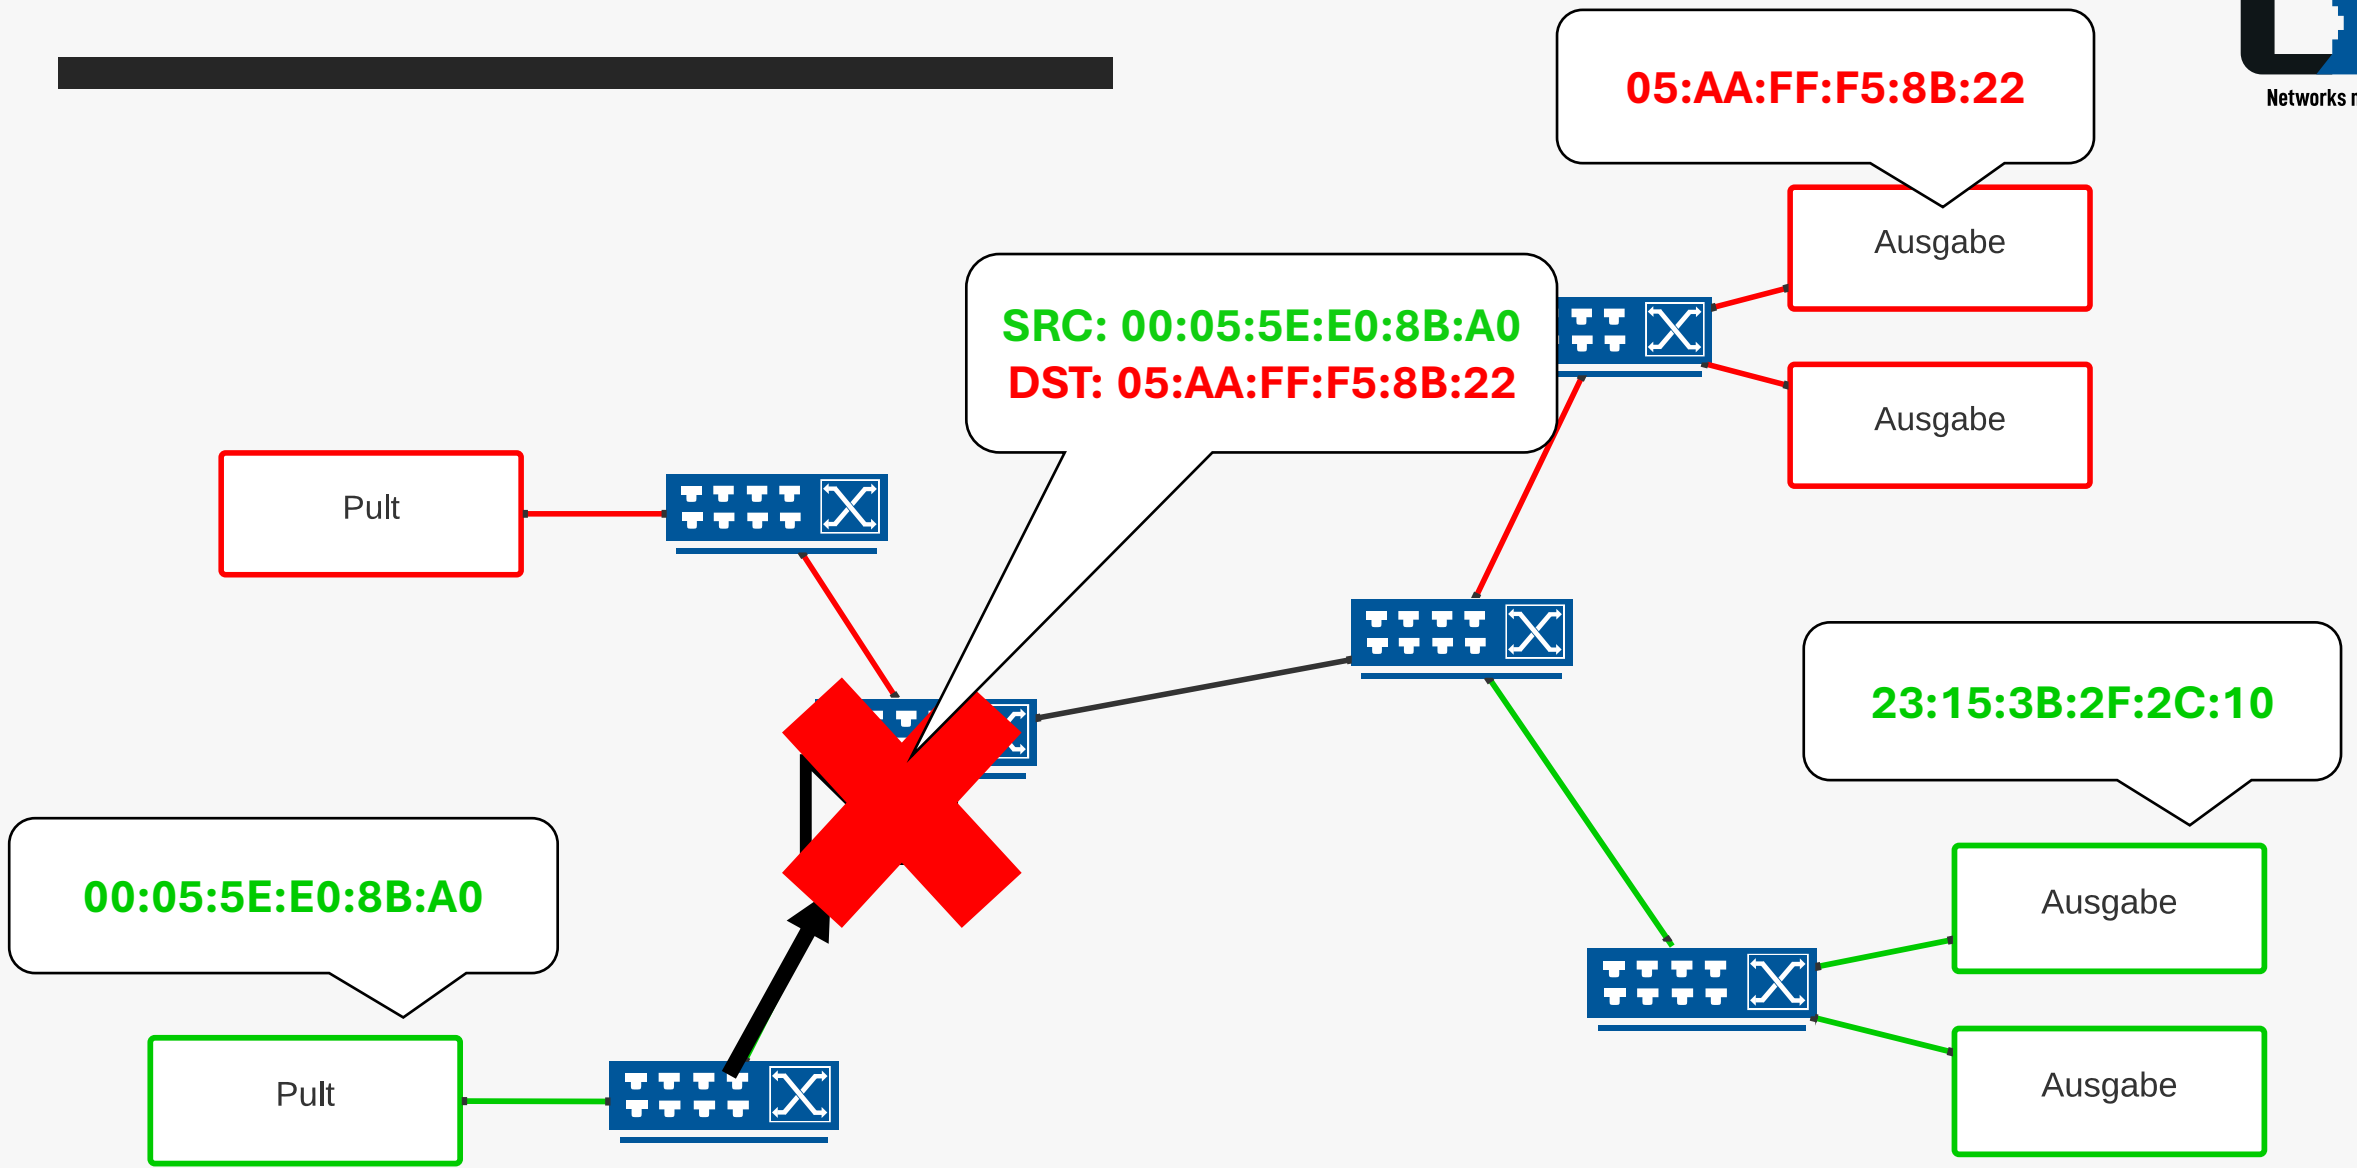 05:AA:FF:F5:8B:22
Networks
Ausgabe
SRC: 00:05:5E:E0:8B:A0
DST: 05:AA:FF:F5:8B:22
Ausgabe
Pult
23:15:3B:2F:2C:10
00:05:5E:E0:8B:A0
Ausgabe
Pult
Ausgabe